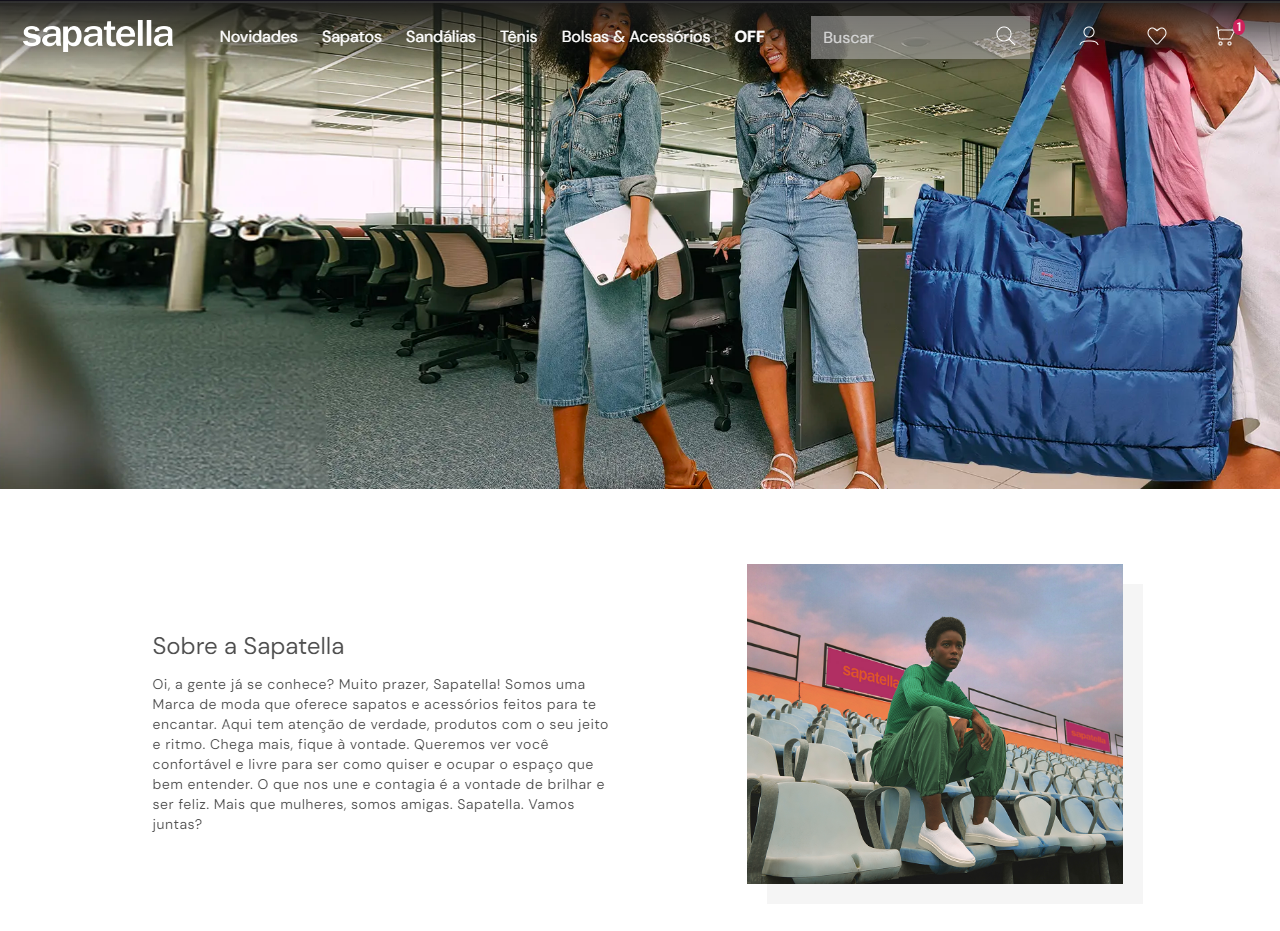 sapatella
Novidades Sapatos Sandálias Tênis Bolsas & Acessórios OFF
Buscar
1
E.
Sobre a Sapatella
Oi, a gente já se conhece? Muito prazer, Sapatella! Somos uma
Marca de moda que oferece sapatos e acessórios feitos para te
encantar. Aqui tem atenção de verdade, produtos com o seu jeito
e ritmo. Chega mais, fique à vontade. Queremos ver você
confortável e livre para ser como quiser e ocupar o espaço que
bem entender. O que nos une e contagia é a vontade de brilhar e
ser feliz. Mais que mulheres, somos amigas. Sapatella. Vamos
juntas?
sapatella
sapatella